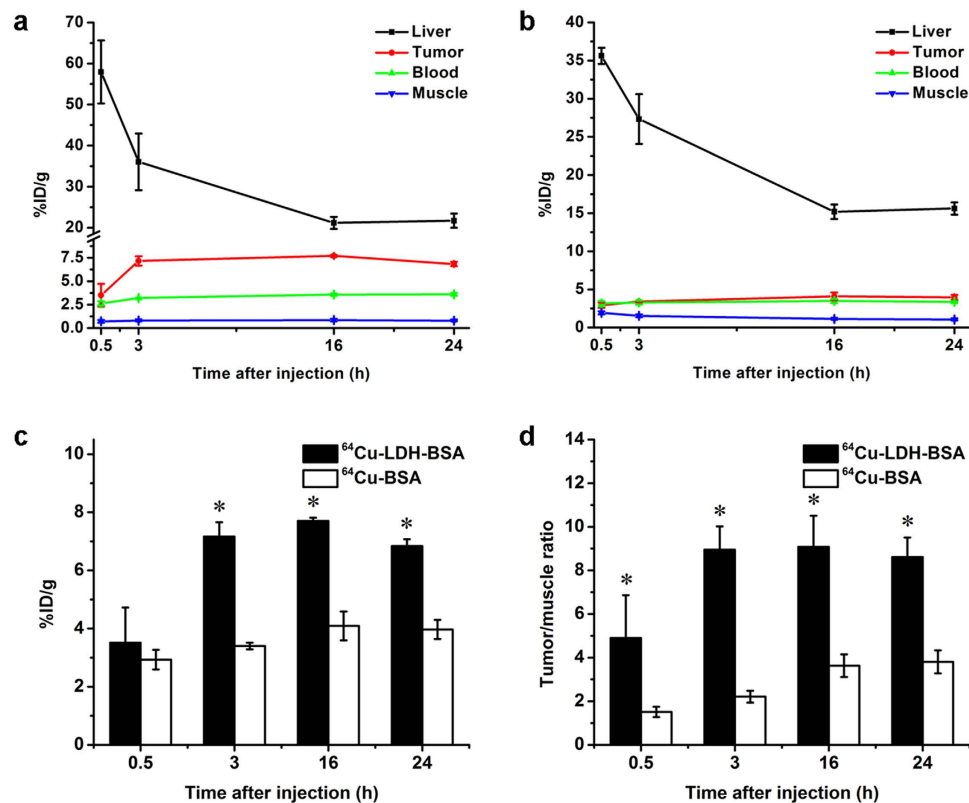 a
70
60
50
40
30
20
7.5
5.0
2.5
0.0
%ID/g
Liver
Tumor
Blood
Muscle
0.5 3 16 24
Time after injection (h)
b
40
35
30
25
20
15
10
5
0
%ID/g
Liver
Tumor
Blood
Muscle
0.5 3 16 24
Time after injection (h)
c
10
8
6
4
2
0
%ID/g
⁶⁴Cu-LDH-BSA
⁶⁴Cu-BSA
* * *
0.5 3 16 24
Time after injection (h)
d
14
12
10
8
6
4
2
0
Tumor/muscle ratio
⁶⁴Cu-LDH-BSA
⁶⁴Cu-BSA
* * * *
0.5 3 16 24
Time after injection (h)